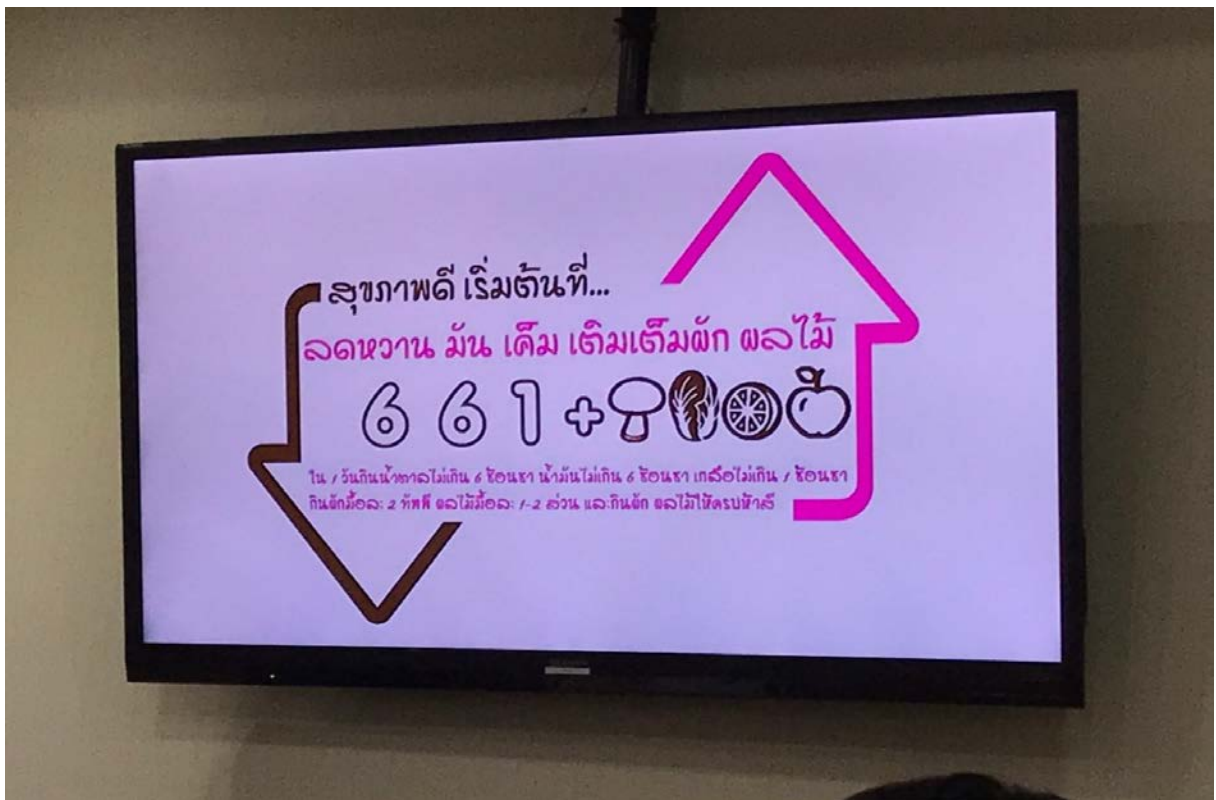 สุขภาพดี เริ่มต้นที่...
ลดหวาน มัน เค็ม เติมเต็มผัก ผลไม้
6 6 1 +
ใน 1 วันกินน้ำตาลไม่เกิน 6 ช้อนชา น้ำมันไม่เกิน 6 ช้อนชา เกลือไม่เกิน 1 ช้อนชา
กินผักมื้อละ 2 ทัพพี ผลไม้มื้อละ 1-2 ส่วน และกินผัก ผลไม้ให้ครบห้าสี